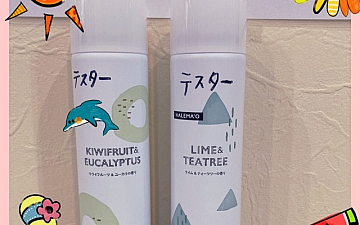 テスター
KIWIFRUIT&
EUCALYPTUS
キウイフルーツ&ユーカリの香り
テスター
HALEMA'O
LIME&
TEATREE
ライム&ティーツリーの香り